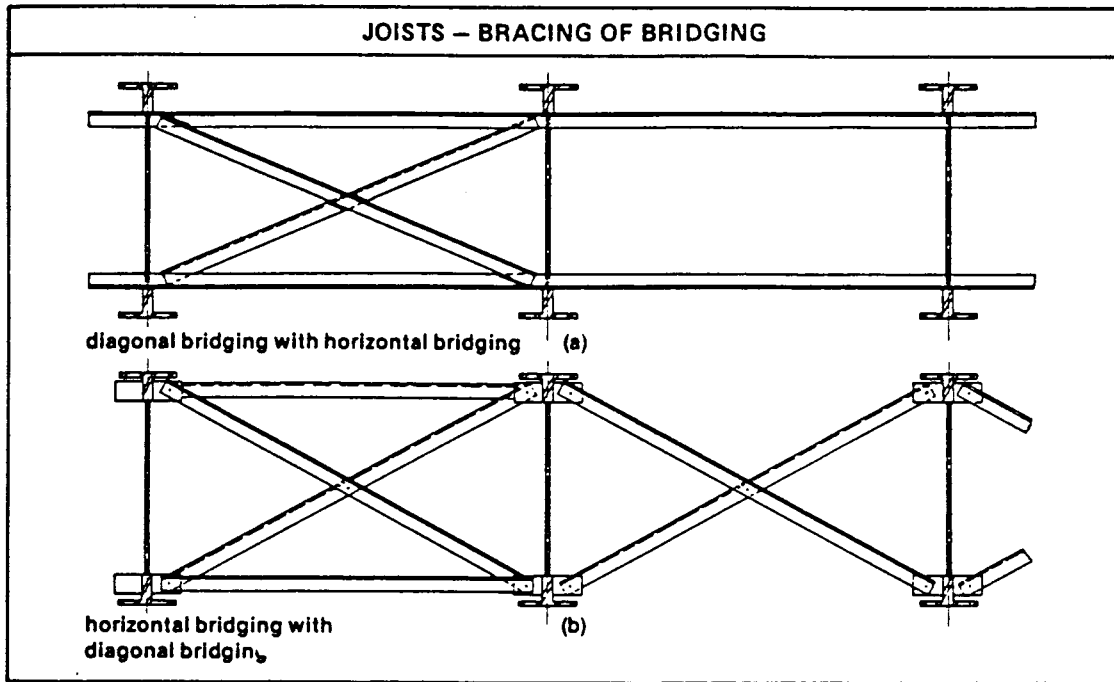 JOISTS – BRACING OF BRIDGING
diagonal bridging with horizontal bridging (a)
horizontal bridging with (b)
diagonal bridging